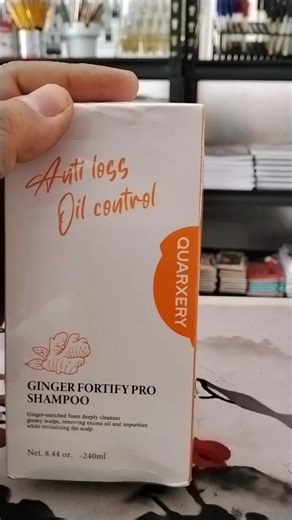 Anti loss
Oil control
QUARXERY
GINGER FORTIFY PRO
SHAMPOO
Ginger-enriched foam deeply cleanses
greasy scalps, removing excess oil and impurities
while revitalizing the scalp.
Net. 8.44 oz. -240ml